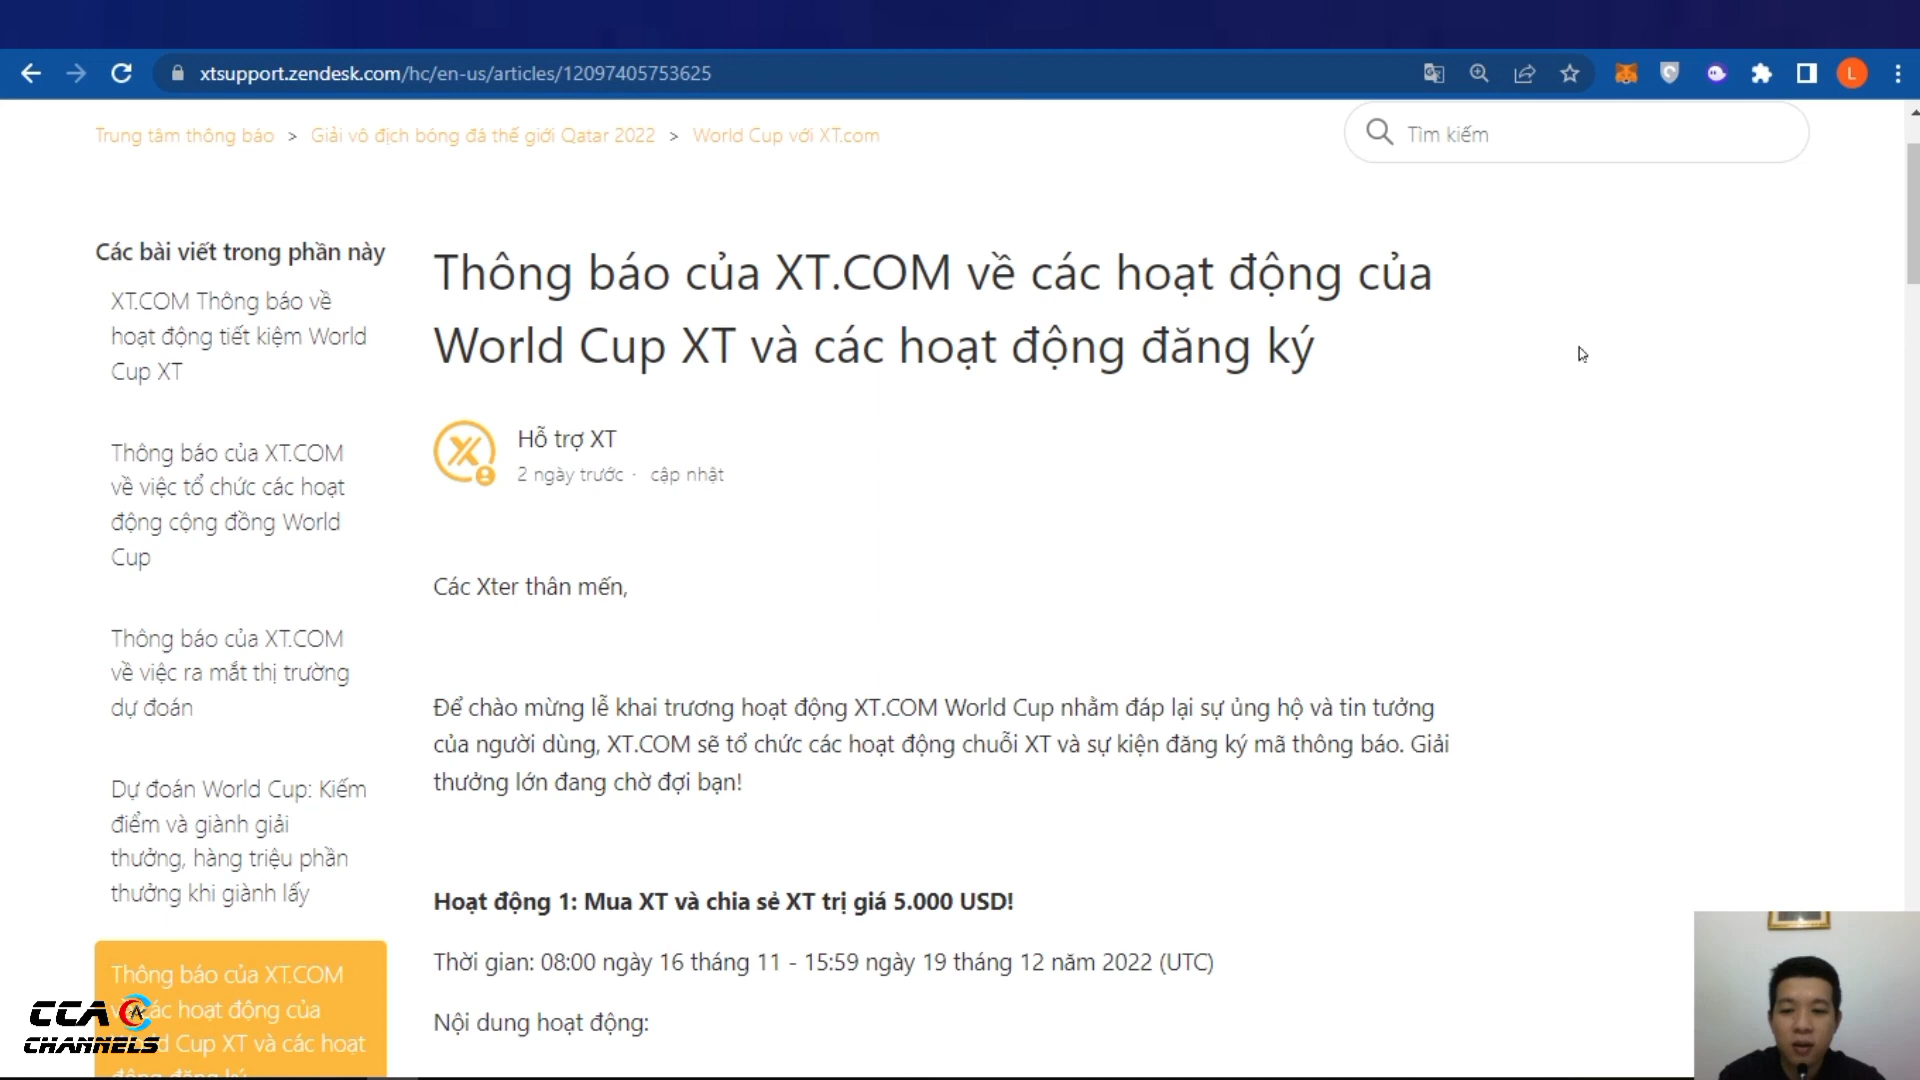 xtsupport.zendesk.com/hc/en-us/articles/12097405753625
L
Trung tâm thông báo > Giải vô địch bóng đá thế giới Qatar 2022 > World Cup với XT.com
Tìm kiếm
Các bài viết trong phần này
XT.COM Thông báo về
hoạt động tiết kiệm World
Cup XT
Thông báo của XT.COM
về việc tổ chức các hoạt
động cộng đồng World
Cup
Thông báo của XT.COM
về việc ra mắt thị trường
dự đoán
Dự đoán World Cup: Kiếm
điểm và giành giải
thưởng, hàng triệu phần
thưởng khi giành lấy
Thông báo của XT.COM
các hoạt động của
Cup XT và các hoạt
động đăng ký
Thông báo của XT.COM về các hoạt động của
World Cup XT và các hoạt động đăng ký
Hỗ trợ XT
2 ngày trước · cập nhật
Các Xter thân mến,
Để chào mừng lễ khai trương hoạt động XT.COM World Cup nhằm đáp lại sự ủng hộ và tin tưởng
của người dùng, XT.COM sẽ tổ chức các hoạt động chuỗi XT và sự kiện đăng ký mã thông báo. Giải
thưởng lớn đang chờ đợi bạn!
Hoạt động 1: Mua XT và chia sẻ XT trị giá 5.000 USD!
Thời gian: 08:00 ngày 16 tháng 11 - 15:59 ngày 19 tháng 12 năm 2022 (UTC)
Nội dung hoạt động:
CCA
CHANNELS